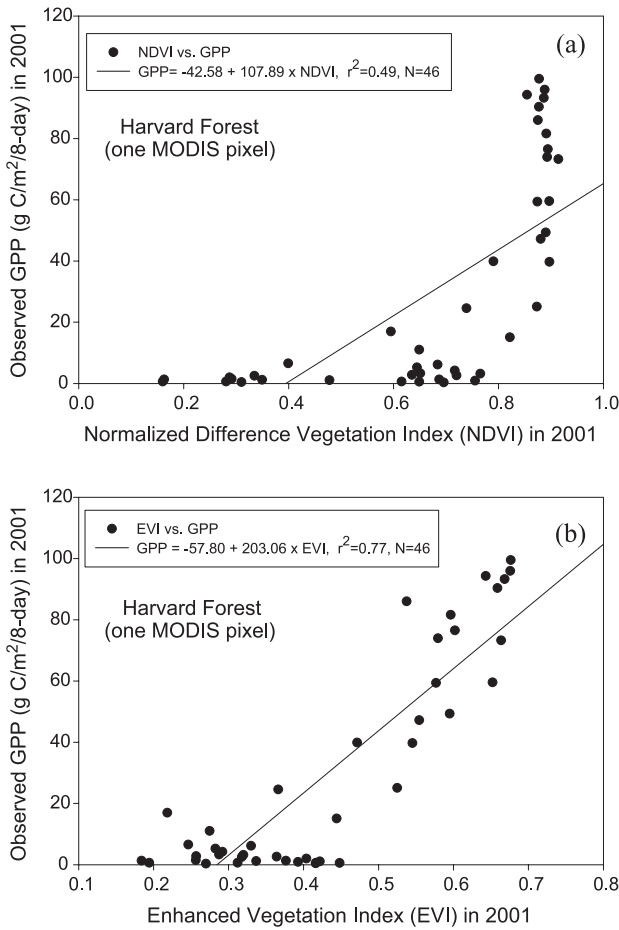 120
100
80
60
40
20
0
Observed GPP (g C/m²/8-day) in 2001
(a)
NDVI vs. GPP
GPP= -42.58 + 107.89 x NDVI, r²=0.49, N=46
Harvard Forest
(one MODIS pixel)
0.0 0.2 0.4 0.6 0.8 1.0
Normalized Difference Vegetation Index (NDVI) in 2001
120
100
80
60
40
20
0
Observed GPP (g C/m²/8-day) in 2001
(b)
EVI vs. GPP
GPP = -57.80 + 203.06 x EVI, r²=0.77, N=46
Harvard Forest
(one MODIS pixel)
0.1 0.2 0.3 0.4 0.5 0.6 0.7 0.8
Enhanced Vegetation Index (EVI) in 2001